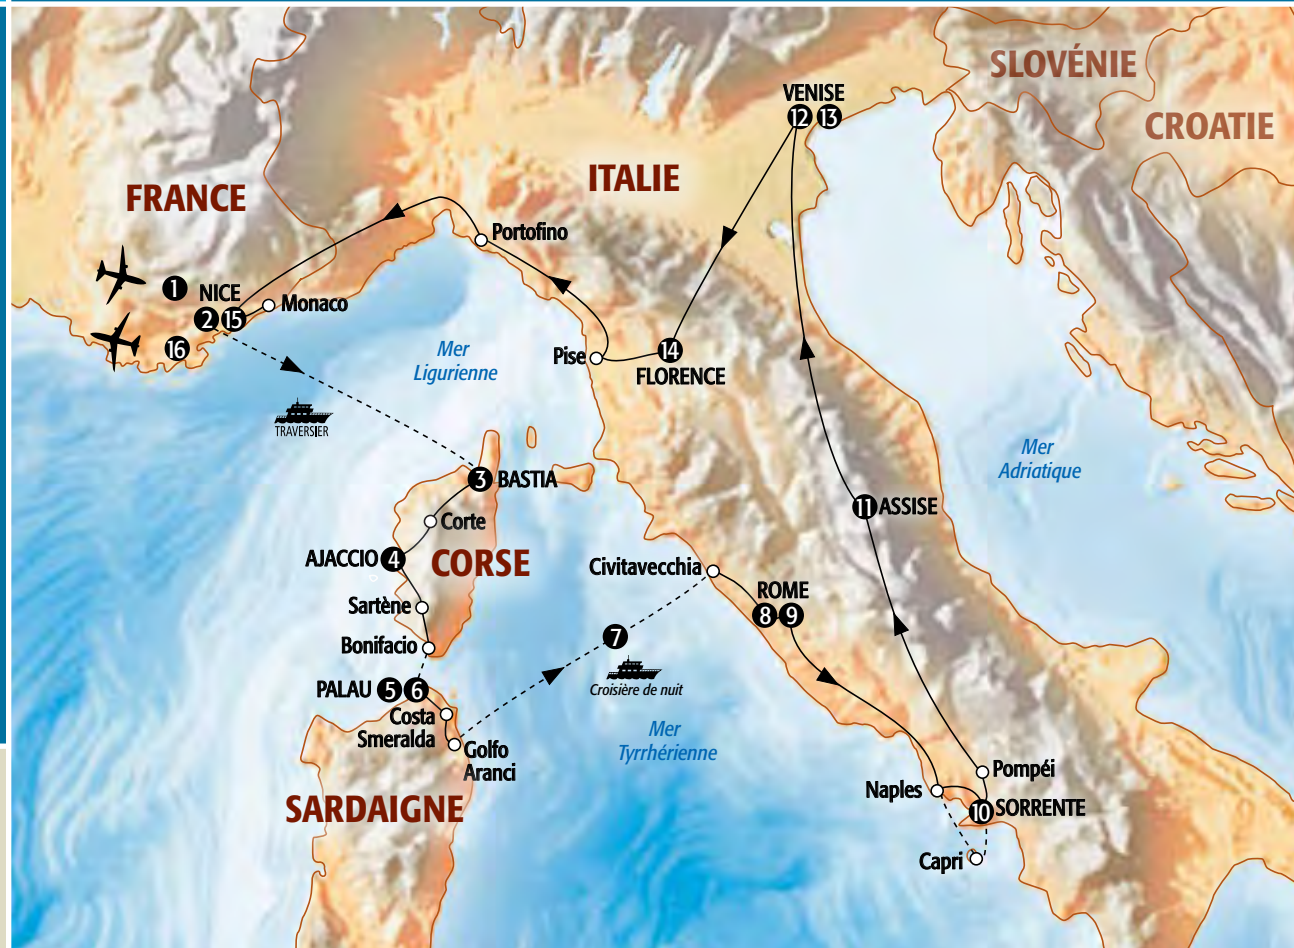 SLOVÉNIE
VENISE
12 13
CROATIE
ITALIE
FRANCE
Portofino
1
NICE
Monaco
2 15
16
Mer
Ligurienne
Pise
14
FLORENCE
TRAVERSIER
Mer
Adriatique
3 BASTIA
11 ASSISE
Corte
AJACCIO 4
CORSE
Civitavecchia
ROME
8 9
Sartène
7
Bonifacio
Croisière de nuit
PALAU 5 6
Costa
Smeralda
Golfo
Aranci
Mer
Tyrrhérienne
Pompéi
Naples
SARDAIGNE
10 SORRENTE
Capri